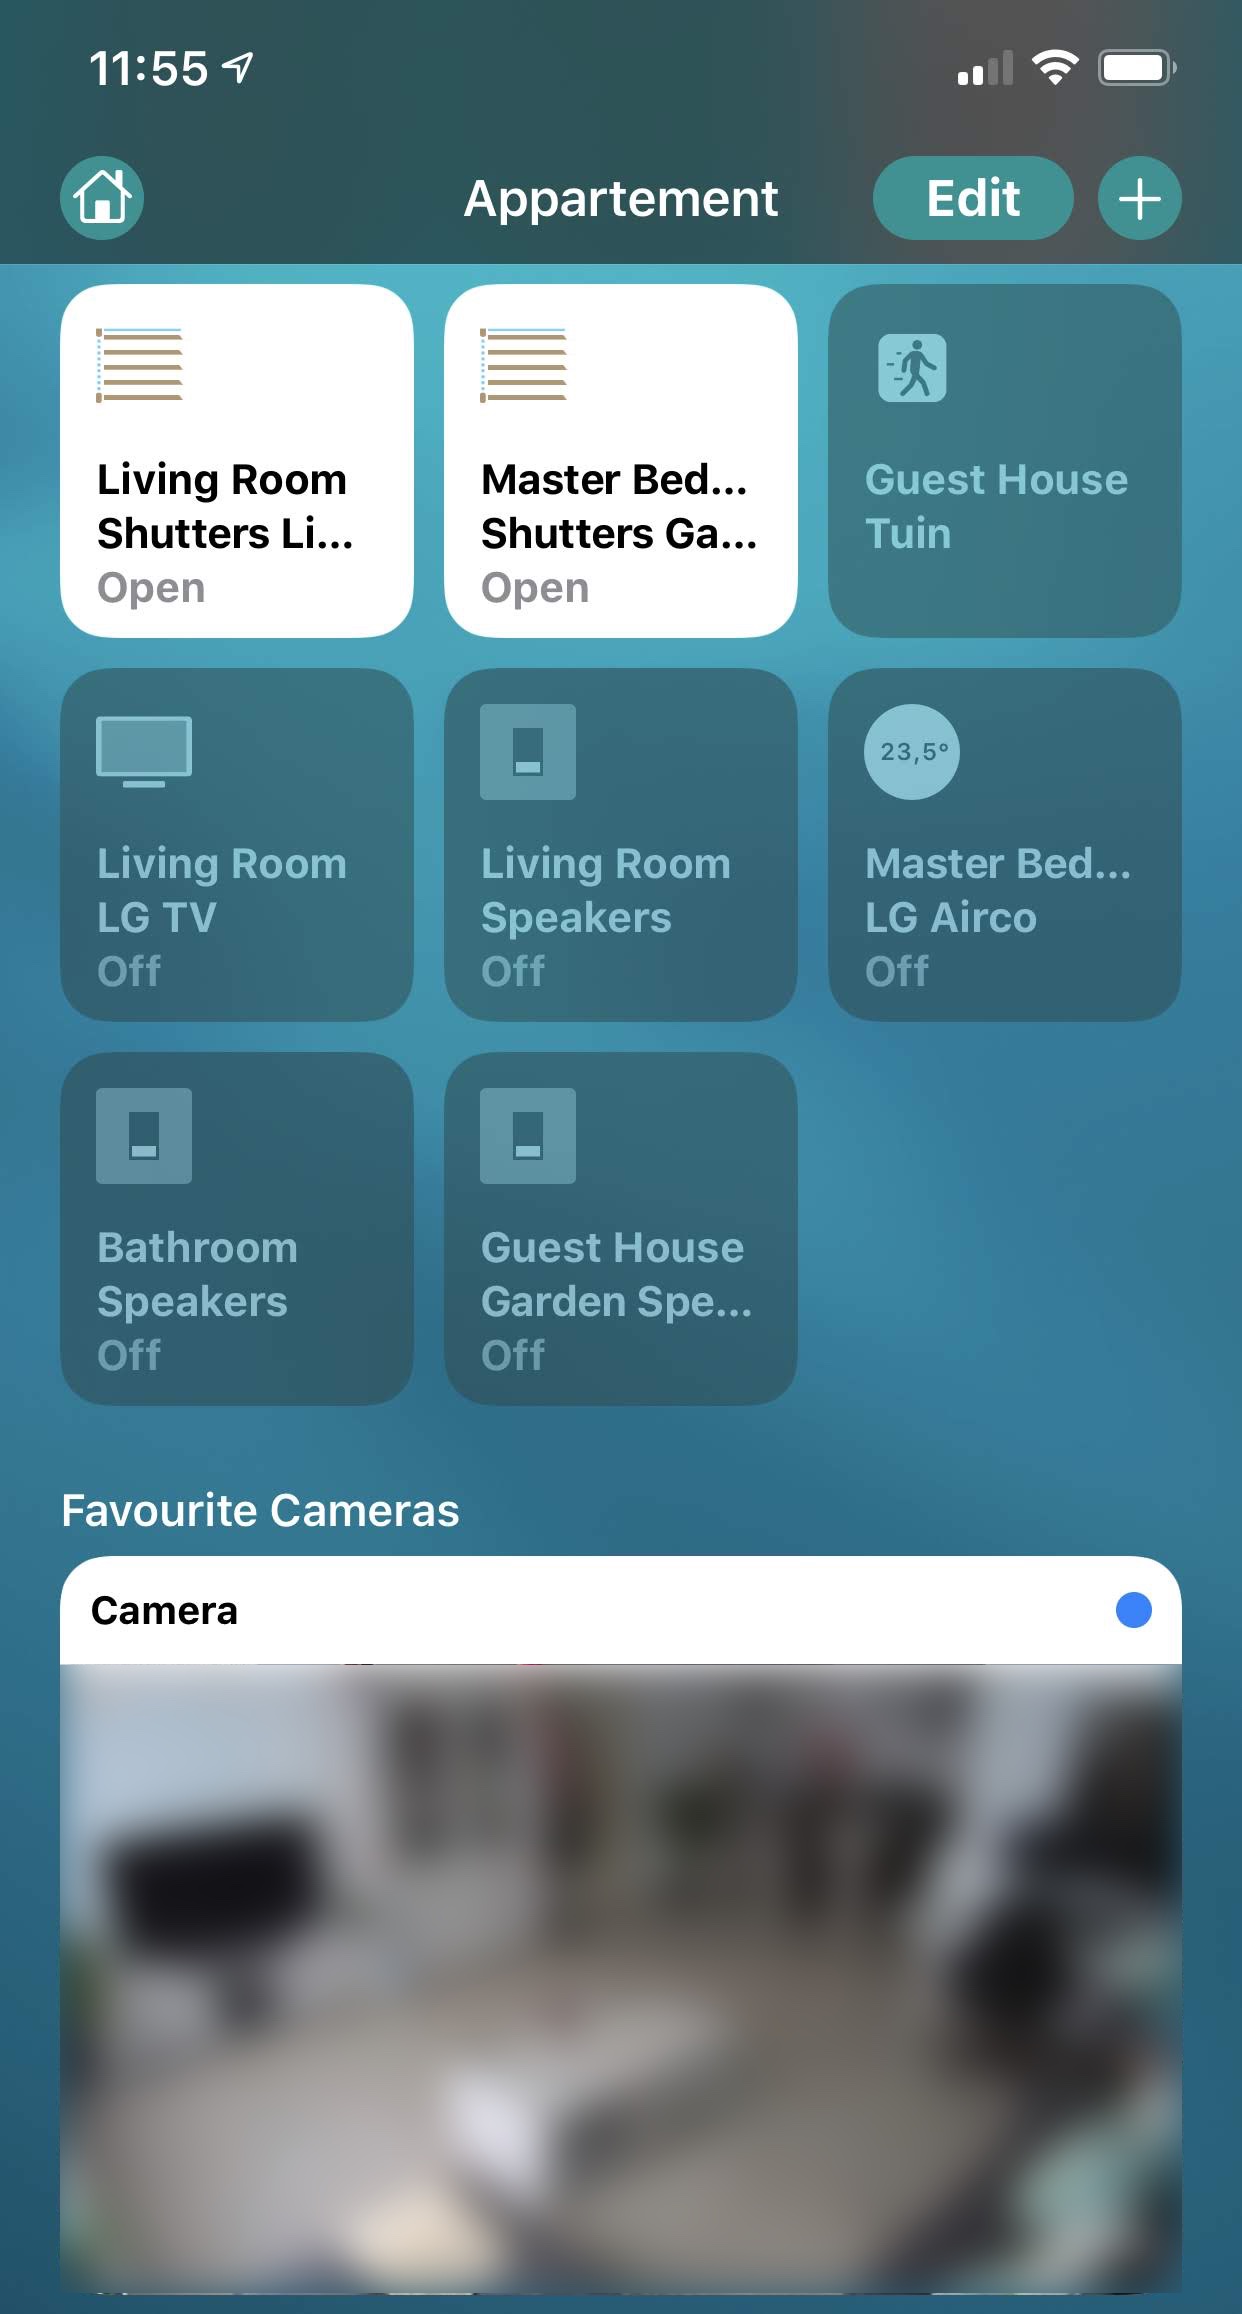 11:55
Appartement
Edit
Living Room
Shutters Li...
Open
Master Bed...
Shutters Ga...
Open
Guest House
Tuin
Living Room
LG TV
Off
Living Room
Speakers
Off
23,5°
Master Bed...
LG Airco
Off
Bathroom
Speakers
Off
Guest House
Garden Spe...
Off
Favourite Cameras
Camera